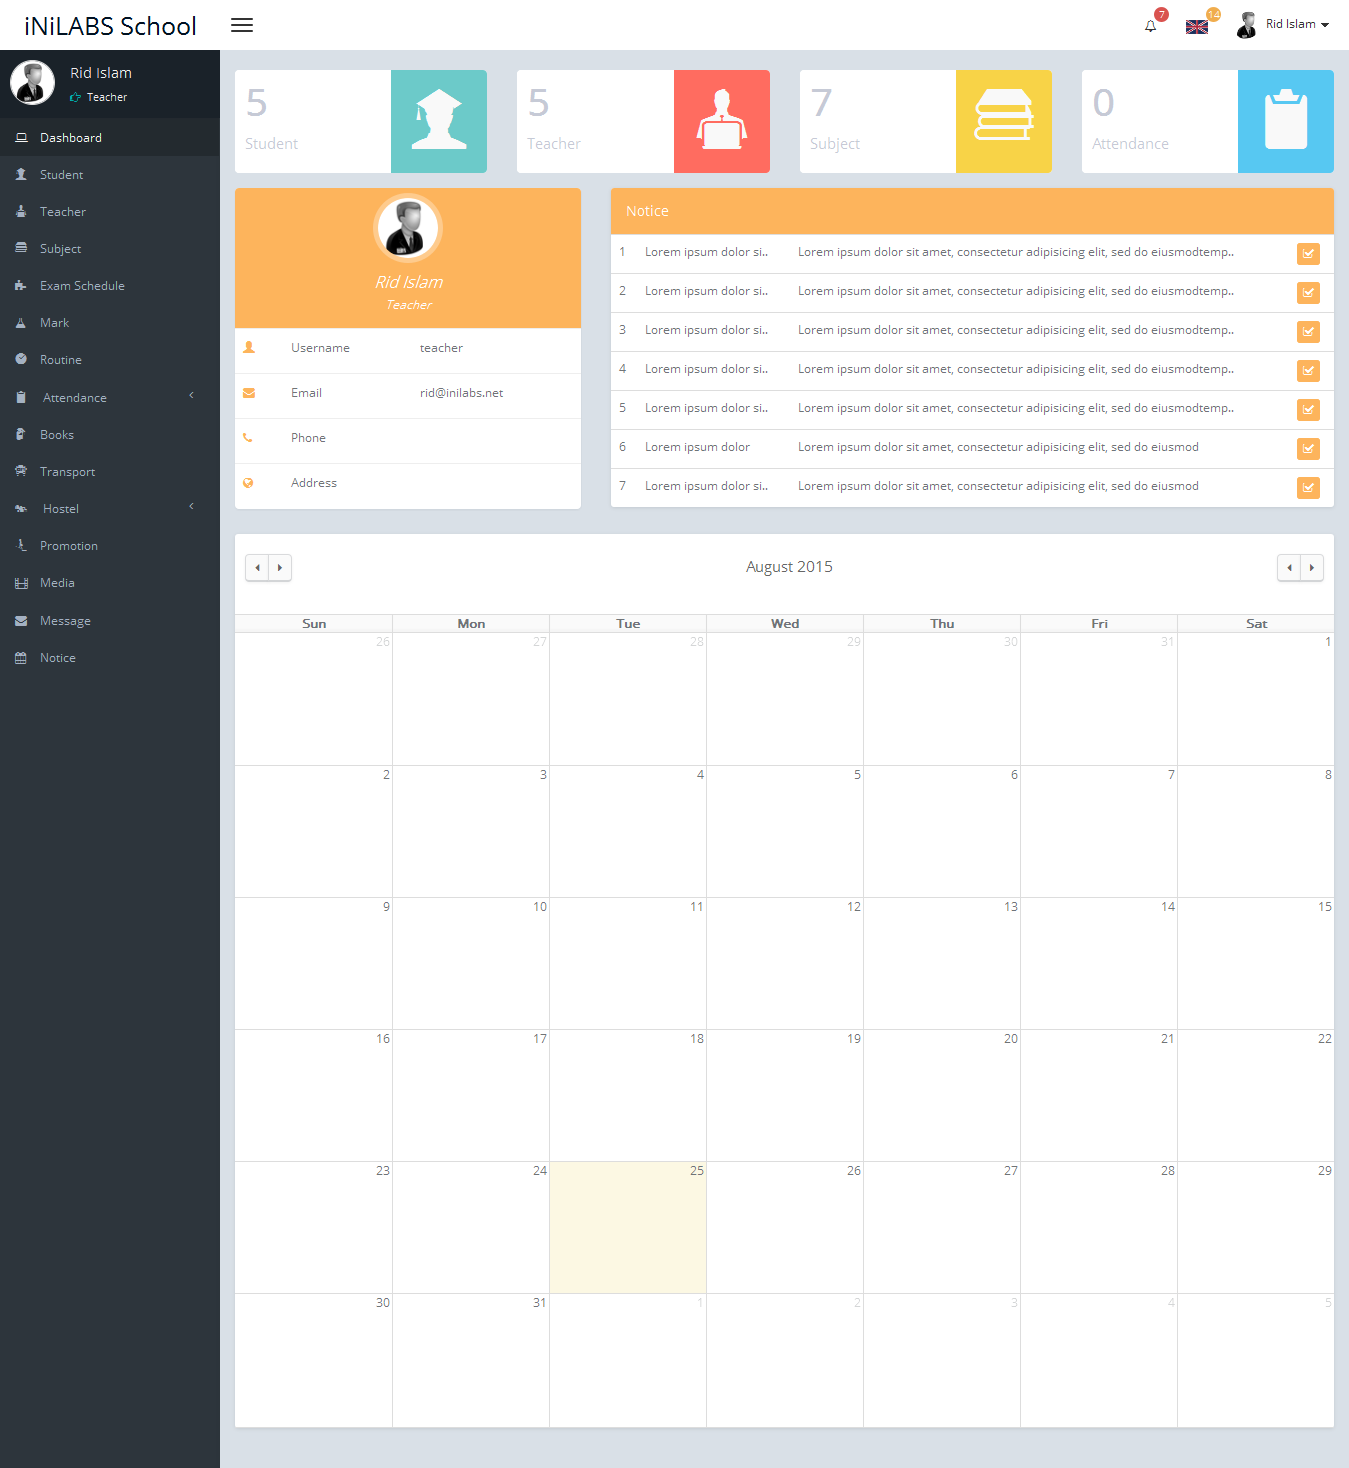 iNiLABS School
7
14
Rid Islam
Rid Islam
Teacher
Dashboard
Student
Teacher
Subject
Exam Schedule
Mark
Routine
Attendance
Books
Transport
Hostel
Promotion
Media
Message
Notice
5
Student
5
Teacher
7
Subject
0
Attendance
Rid Islam
Teacher
Username teacher
Email rid@inilabs.net
Phone
Address
Notice
1 Lorem ipsum dolor si.. Lorem ipsum dolor sit amet, consectetur adipisicing elit, sed do eiusmodtemp..
2 Lorem ipsum dolor si.. Lorem ipsum dolor sit amet, consectetur adipisicing elit, sed do eiusmodtemp..
3 Lorem ipsum dolor si.. Lorem ipsum dolor sit amet, consectetur adipisicing elit, sed do eiusmodtemp..
4 Lorem ipsum dolor si.. Lorem ipsum dolor sit amet, consectetur adipisicing elit, sed do eiusmodtemp..
5 Lorem ipsum dolor si.. Lorem ipsum dolor sit amet, consectetur adipisicing elit, sed do eiusmodtemp..
6 Lorem ipsum dolor Lorem ipsum dolor sit amet, consectetur adipisicing elit, sed do eiusmod
7 Lorem ipsum dolor si.. Lorem ipsum dolor sit amet, consectetur adipisicing elit, sed do eiusmod
August 2015
Sun Mon Tue Wed Thu Fri Sat
26 27 28 29 30 31 1
2 3 4 5 6 7 8
9 10 11 12 13 14 15
16 17 18 19 20 21 22
23 24 25 26 27 28 29
30 31 1 2 3 4 5